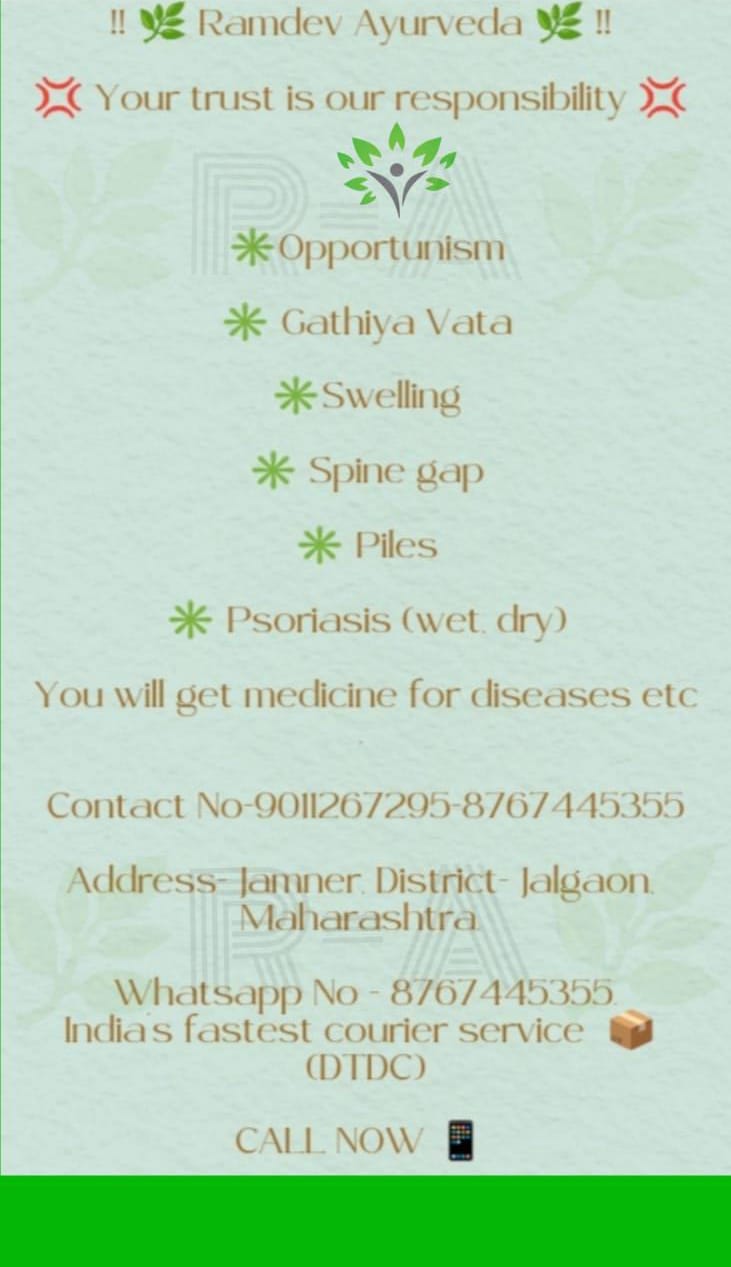 !! 🌿 Ramdev Ayurveda 🌿 !!
💢 Your trust is our responsibility 💢
R-A
✳Opportunism
✳ Gathiya Vata
✳Swelling
✳ Spine gap
✳ Piles
✳ Psoriasis (wet, dry)
You will get medicine for diseases etc
Contact No-9011267295-8767445355
Address- Jamner, District- Jalgaon,
Maharashtra
R-A
Whatsapp No - 8767445355.
India's fastest courier service 📦
(DTDC)
CALL NOW 📱